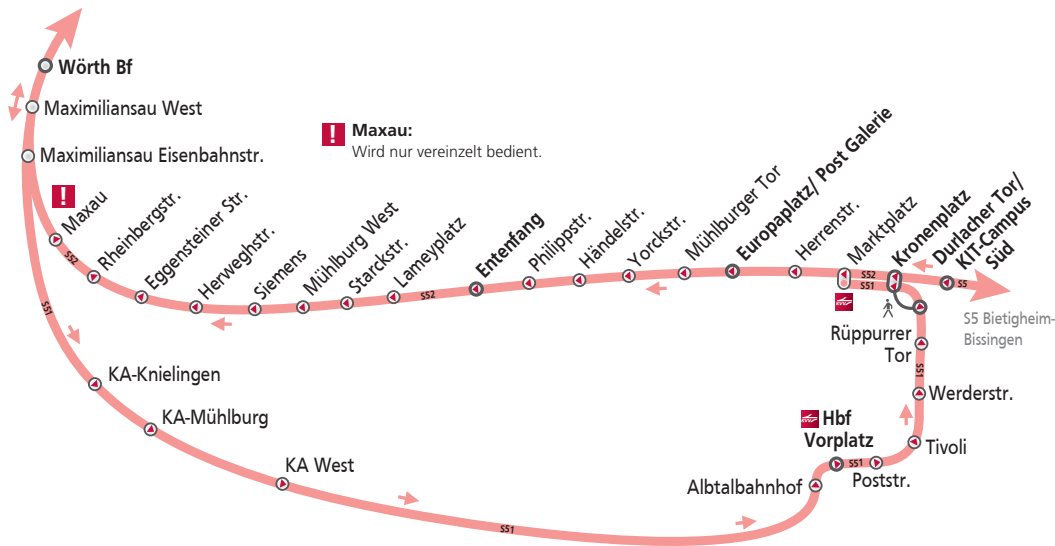 Wörth Bf
Maximiliansau West
Maximiliansau Eisenbahnstr.
!
Maxau:
Wird nur vereinzelt bedient.
!
Maxau
Rheinbergstr.
Eggensteiner Str.
Herweghstr.
Siemens
Mühlburg West
Starckstr.
Lameyplatz
Entenfang
Philippstr.
Händelstr.
Yorckstr.
Mühlburger Tor
Europaplatz/ Post Galerie
Herrenstr.
Marktplatz
Kronenplatz
Durlacher Tor/
KIT-Campus
Süd
S52
S52
S52
S51
S5
S5 Bietigheim-
Bissingen
Rüppurrer
Tor
S51
Werderstr.
Tivoli
Hbf
Vorplatz
S51
Poststr.
Albtalbahnhof
S51
KA-Knielingen
KA-Mühlburg
KA West
S51